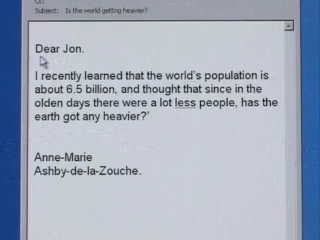 Subject: Is the world getting heavier?
Dear Jon.
I recently learned that the world's population is
about 6.5 billion, and thought that since in the
olden days there were a lot less people, has the
earth got any heavier?'
Anne-Marie
Ashby-de-la-Zouche.